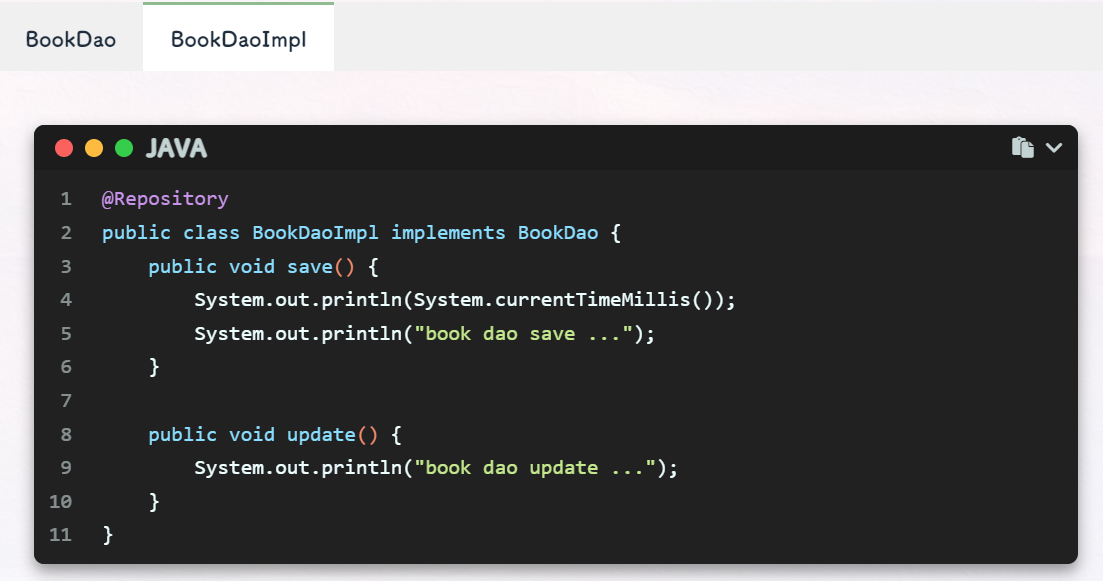 BookDao BookDaoImpl
JAVA
1 @Repository
2 public class BookDaoImpl implements BookDao {
3     public void save() {
4         System.out.println(System.currentTimeMillis());
5         System.out.println("book dao save ...");
6     }
7
8     public void update() {
9         System.out.println("book dao update ...");
10     }
11 }